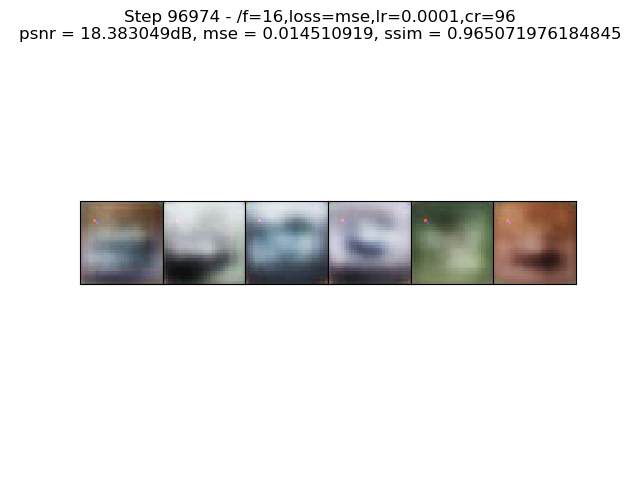 Step 96974 - /f=16,loss=mse,lr=0.0001,cr=96
psnr = 18.383049dB, mse = 0.014510919, ssim = 0.965071976184845